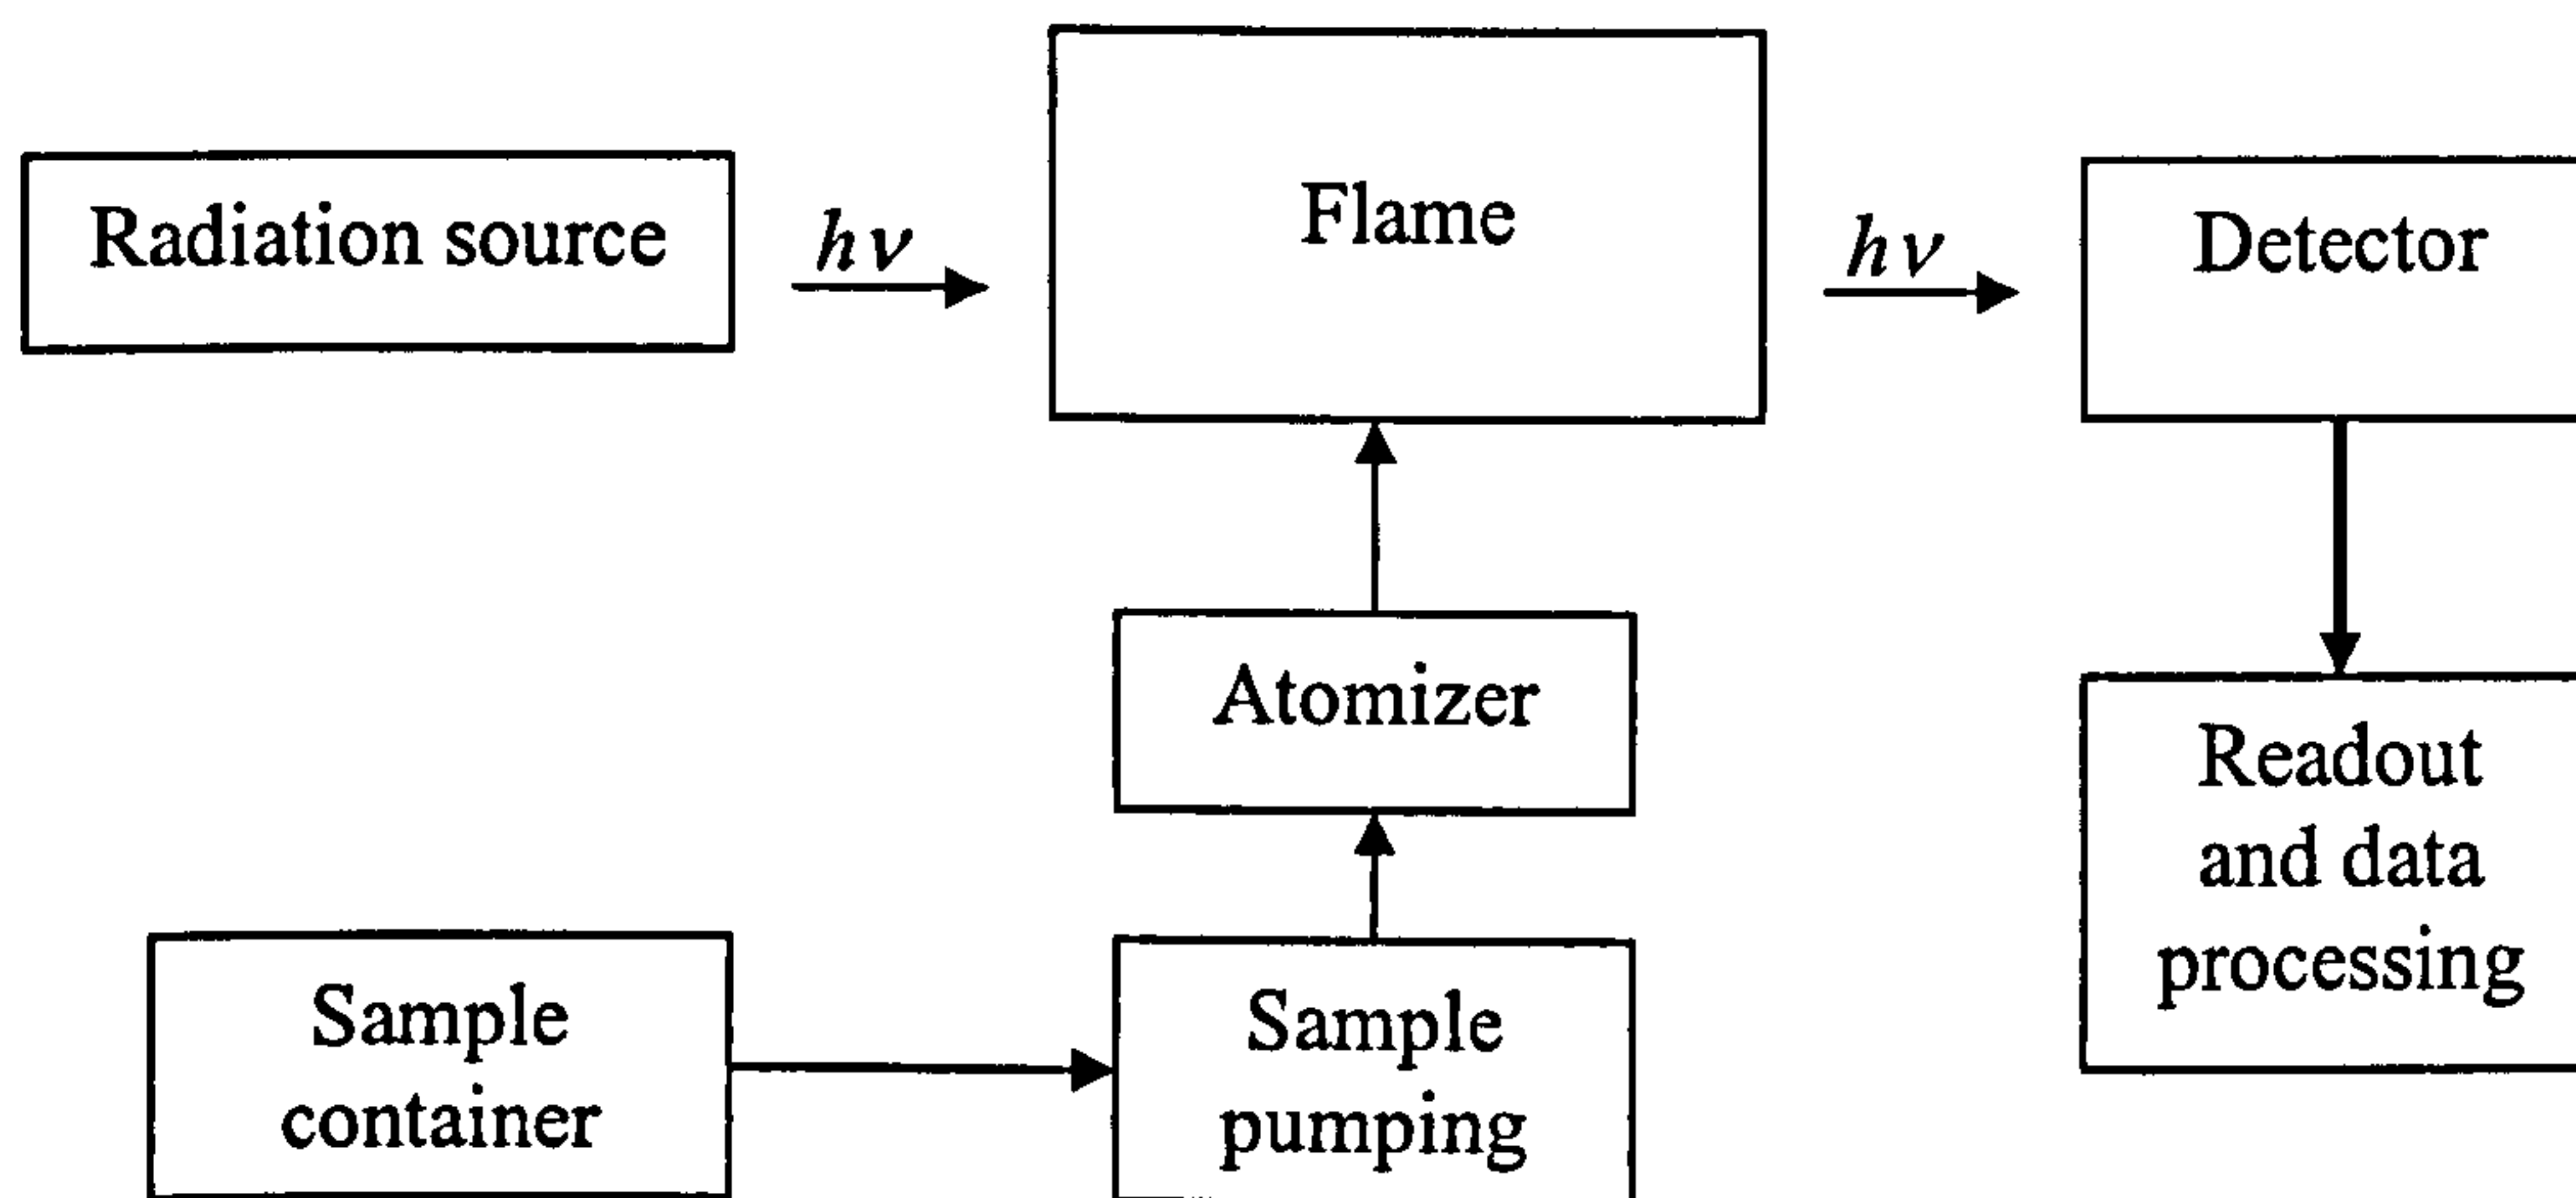 Radiation source
hν
Flame
hν
Detector
Atomizer
Readout
and data
processing
Sample
container
Sample
pumping